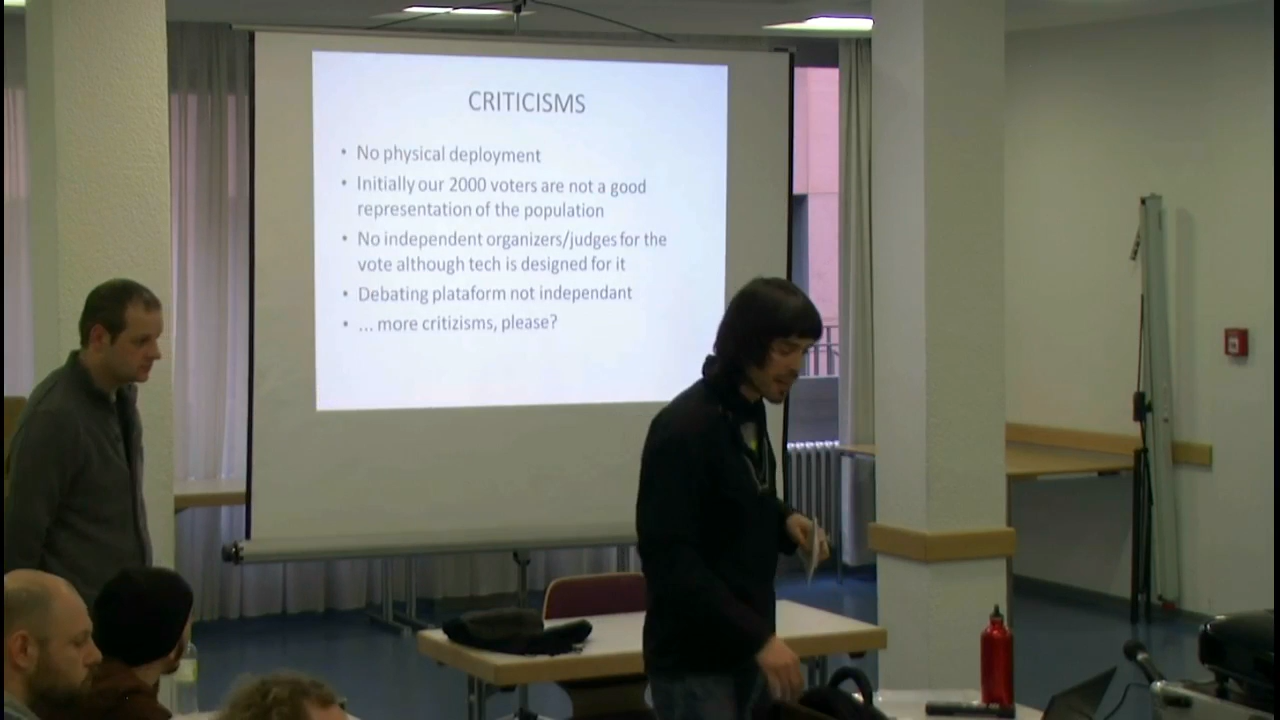 CRITICISMS
• No physical deployment
• Initially our 2000 voters are not a good
representation of the population
• No independent organizers/judges for the
vote although tech is designed for it
• Debating plataform not independant
• ... more critizisms, please?